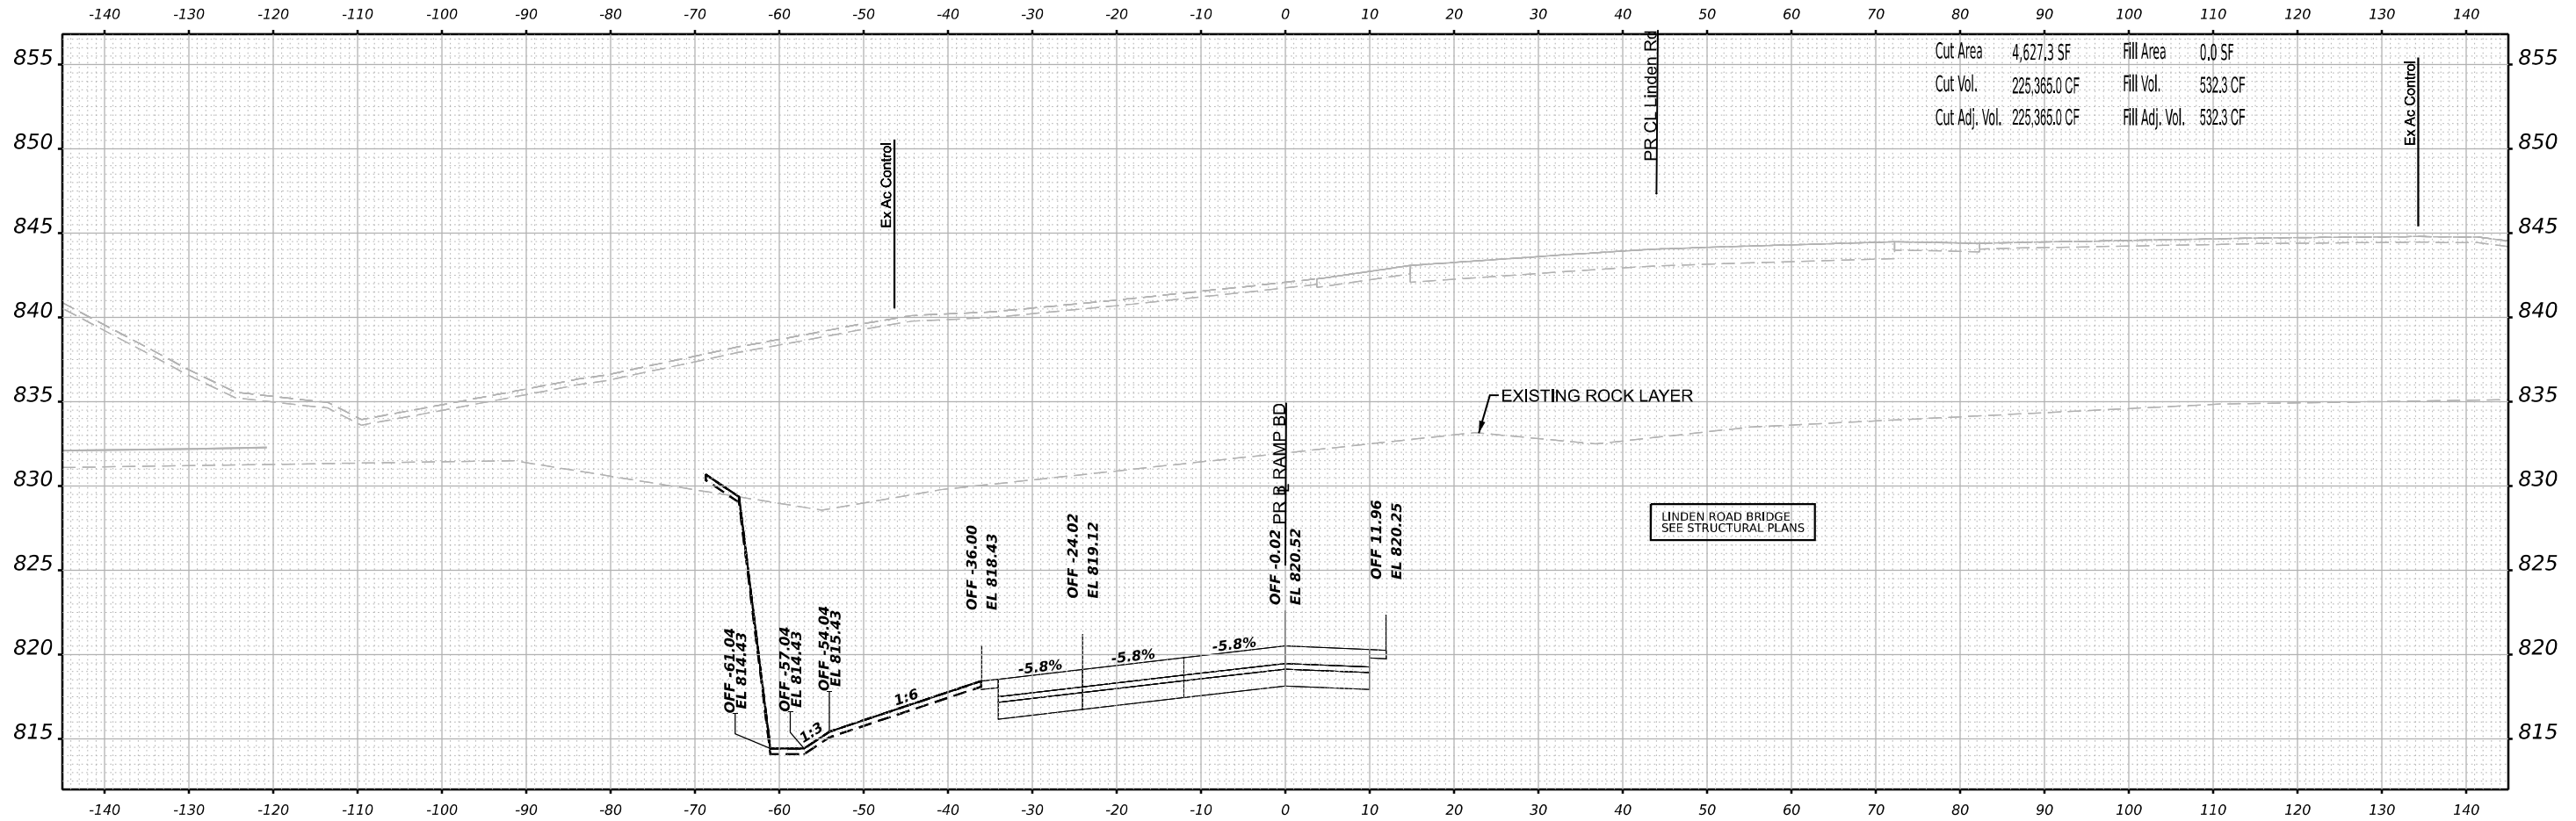 -140 -130 -120 -110 -100 -90 -80 -70 -60 -50 -40 -30 -20 -10 0 10 20 30 40 50 60 70 80 90 100 110 120 130 140
855 855
850 850
845 845
840 840
835 835
830 830
825 825
820 820
815 815
Cut Area 4,627.3 SF Fill Area 0.0 SF
Cut Vol. 225,365.0 CF Fill Vol. 532.3 CF
Cut Adj. Vol. 225,365.0 CF Fill Adj. Vol. 532.3 CF
Ex Ac Control
PR CL Linden Rd
Ex Ac Control
EXISTING ROCK LAYER
LINDEN ROAD BRIDGE
SEE STRUCTURAL PLANS
OFF -61.04
EL 814.43
OFF -57.04
EL 814.43
OFF -54.04
EL 815.43
OFF -36.00
EL 818.43
OFF -24.02
EL 819.12
OFF -0.02 PR RAMP BD
EL 820.52
OFF 11.96
EL 820.25
1:3
1:6
-5.8%
-5.8%
-5.8%
-140 -130 -120 -110 -100 -90 -80 -70 -60 -50 -40 -30 -20 -10 0 10 20 30 40 50 60 70 80 90 100 110 120 130 140